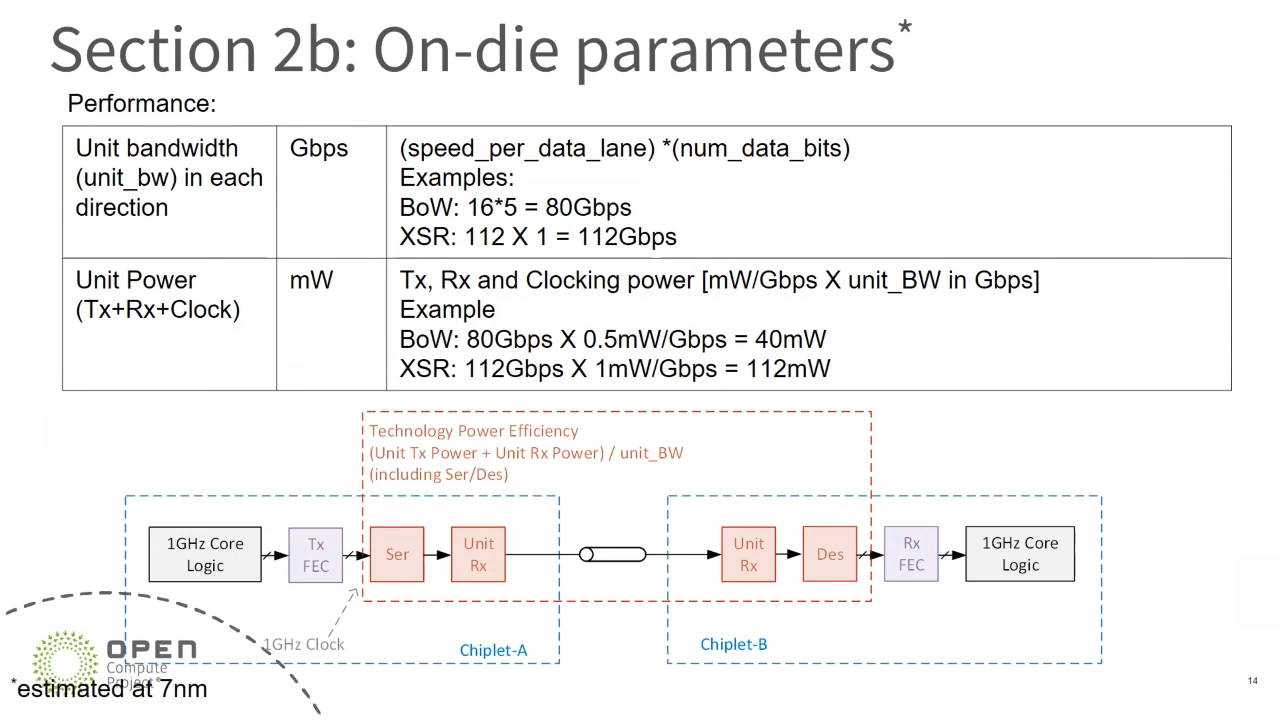 Section 2b: On-die parameters*
Performance:
Unit bandwidth
(unit_bw) in each
direction
Gbps
(speed_per_data_lane) *(num_data_bits)
Examples:
BoW: 16*5 = 80Gbps
XSR: 112 X 1 = 112Gbps
Unit Power
(Tx+Rx+Clock)
mW
Tx, Rx and Clocking power [mW/Gbps X unit_BW in Gbps]
Example
BoW: 80Gbps X 0.5mW/Gbps = 40mW
XSR: 112Gbps X 1mW/Gbps = 112mW
Technology Power Efficiency
(Unit Tx Power + Unit Rx Power) / unit_BW
(including Ser/Des)
1GHz Core
Logic
Tx
FEC
Ser
Unit
Rx
Unit
Rx
Des
Rx
FEC
1GHz Core
Logic
1GHz Clock
Chiplet-A
Chiplet-B
OPEN
Compute
Project®
*estimated at 7nm
14